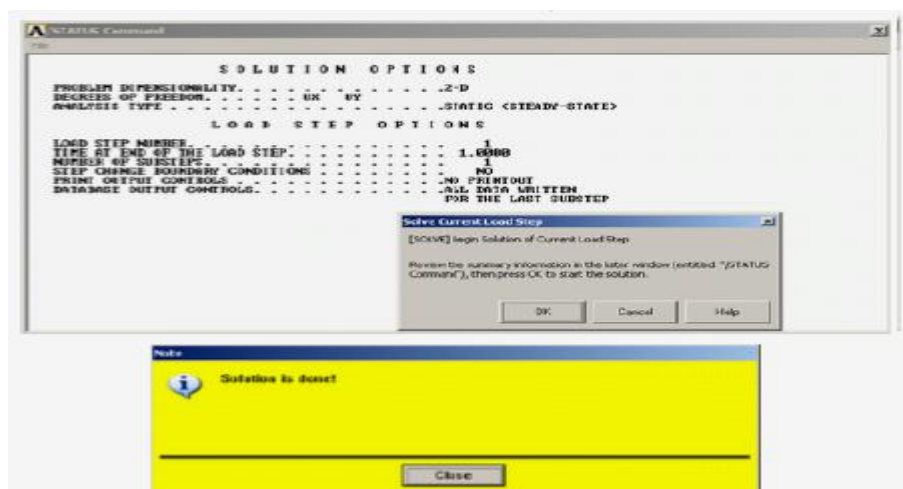 /STATUS Command
File
SOLUTION OPTIONS
PROBLEM DIMENSIONALITY. . . . . . . . . . . . .2-D
DEGREES OF FREEDOM. . . . . . UX UY
ANALYSIS TYPE . . . . . . . . . . . . . . . . .STATIC (STEADY-STATE)
LOAD STEP OPTIONS
LOAD STEP NUMBER. . . . . . . . . . . . . . . . 1
TIME AT END OF THE LOAD STEP. . . . . . . . . . 1.0000
NUMBER OF SUBSTEPS. . . . . . . . . . . . . . . 1
STEP CHANGE BOUNDARY CONDITIONS . . . . . . . . NO
PRINT OUTPUT CONTROLS . . . . . . . . . . . . .NO PRINTOUT
DATABASE OUTPUT CONTROLS. . . . . . . . . . . .ALL DATA WRITTEN
FOR THE LAST SUBSTEP
Solve Current Load Step
[SOLVE] Begin Solution of Current Load Step
Review the summary information in the lister window (entitled "/STATUS
Command"), then press OK to start the solution.
OK Cancel Help
Note
Solution is done!
Close